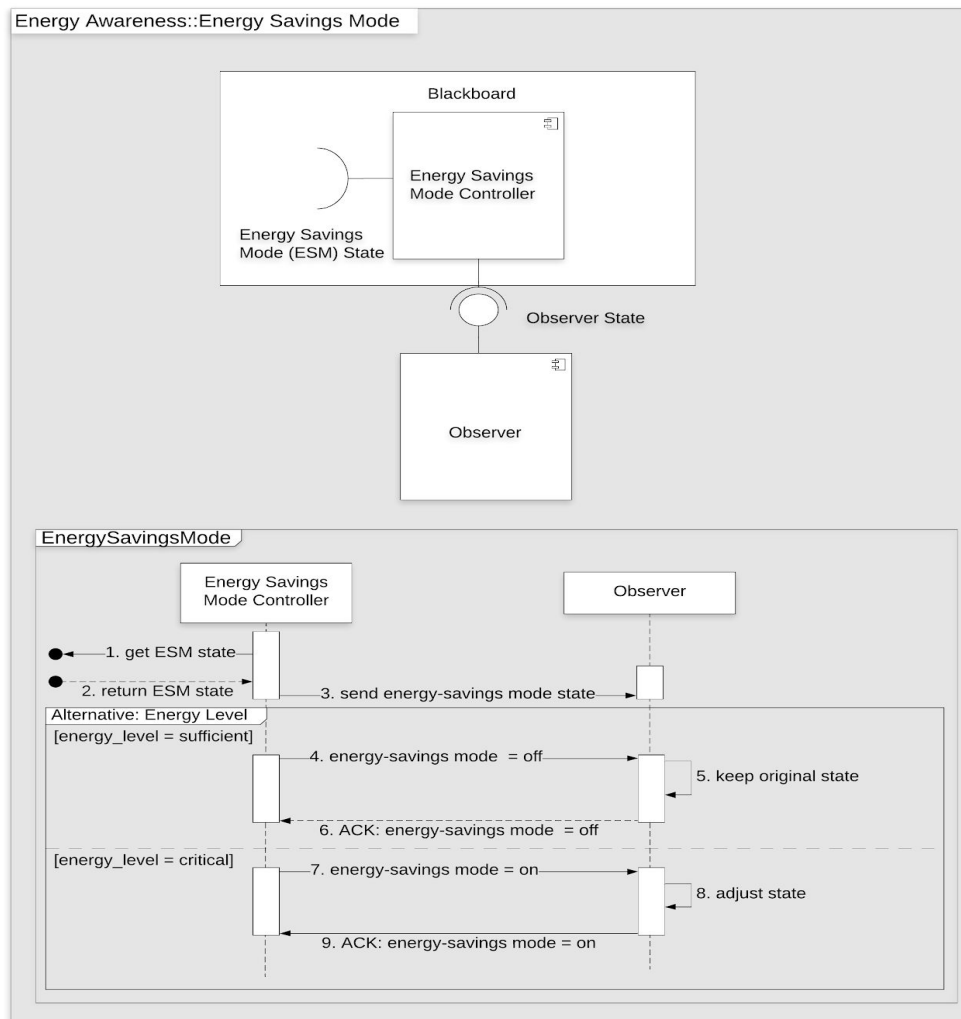 Energy Awareness::Energy Savings Mode
Blackboard
Energy Savings
Mode Controller
Energy Savings
Mode (ESM) State
Observer State
Observer
EnergySavingsMode
Energy Savings
Mode Controller
Observer
1. get ESM state
2. return ESM state
3. send energy-savings mode state
Alternative: Energy Level
[energy_level = sufficient]
4. energy-savings mode = off
5. keep original state
6. ACK: energy-savings mode = off
[energy_level = critical]
7. energy-savings mode = on
8. adjust state
9. ACK: energy-savings mode = on